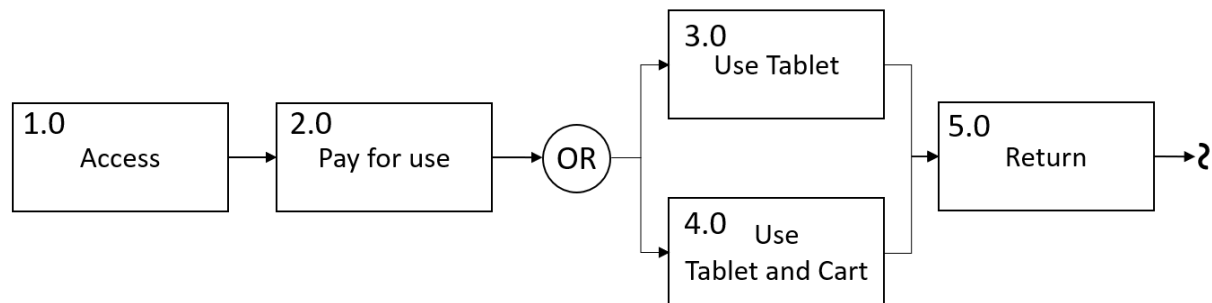 1.0
Access
2.0
Pay for use
OR
3.0
Use Tablet
4.0
Use
Tablet and Cart
5.0
Return